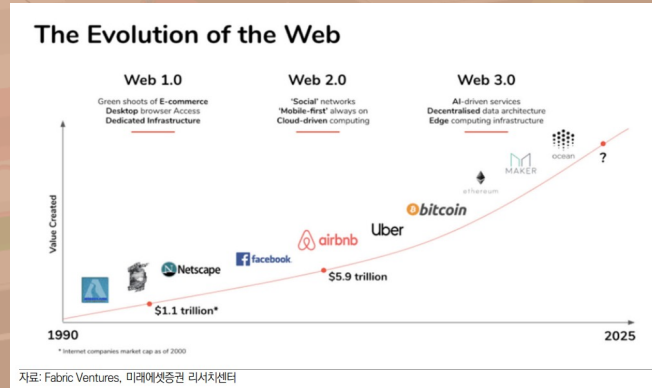 The Evolution of the Web
Web 1.0
Green shoots of E-commerce
Desktop browser Access
Dedicated Infrastructure
Web 2.0
'Social' networks
'Mobile-first' always on
Cloud-driven computing
Web 3.0
AI-driven services
Decentralised data architecture
Edge computing infrastructure
Value Created
Netscape
$1.1 trillion*
facebook
airbnb
$5.9 trillion
Uber
bitcoin
ethereum
MAKER
ocean
?
1990
2025
* Internet companies market cap as of 2000
자료: Fabric Ventures, 미래에셋증권 리서치센터